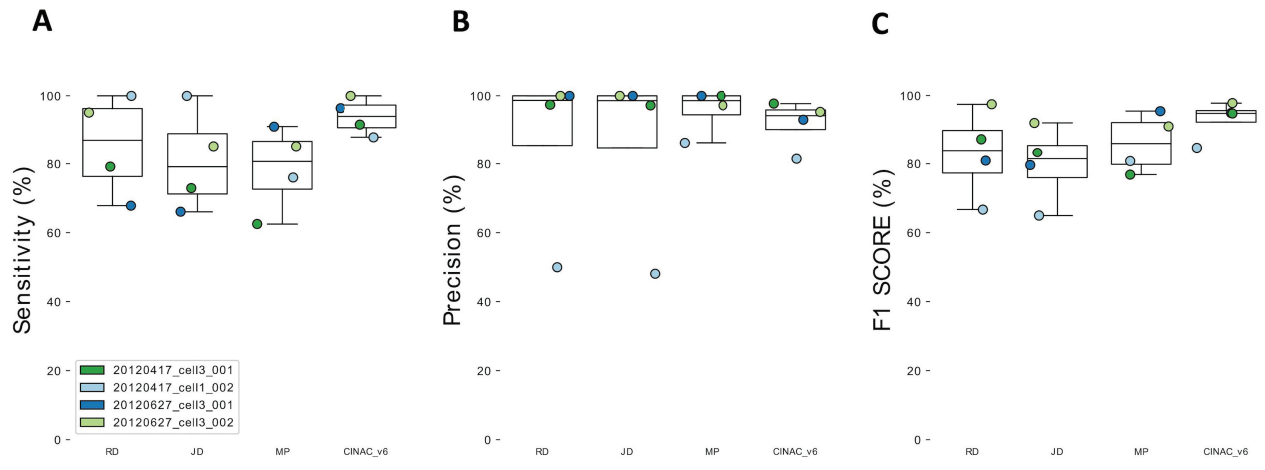 A
Sensitivity (%)
100
80
60
40
20
0
20120417_cell3_001
20120417_cell1_002
20120627_cell3_001
20120627_cell3_002
RD JD MP CINAC_v6
B
Precision (%)
100
80
60
40
20
0
RD JD MP CINAC_v6
C
F1 SCORE (%)
100
80
60
40
20
0
RD JD MP CINAC_v6